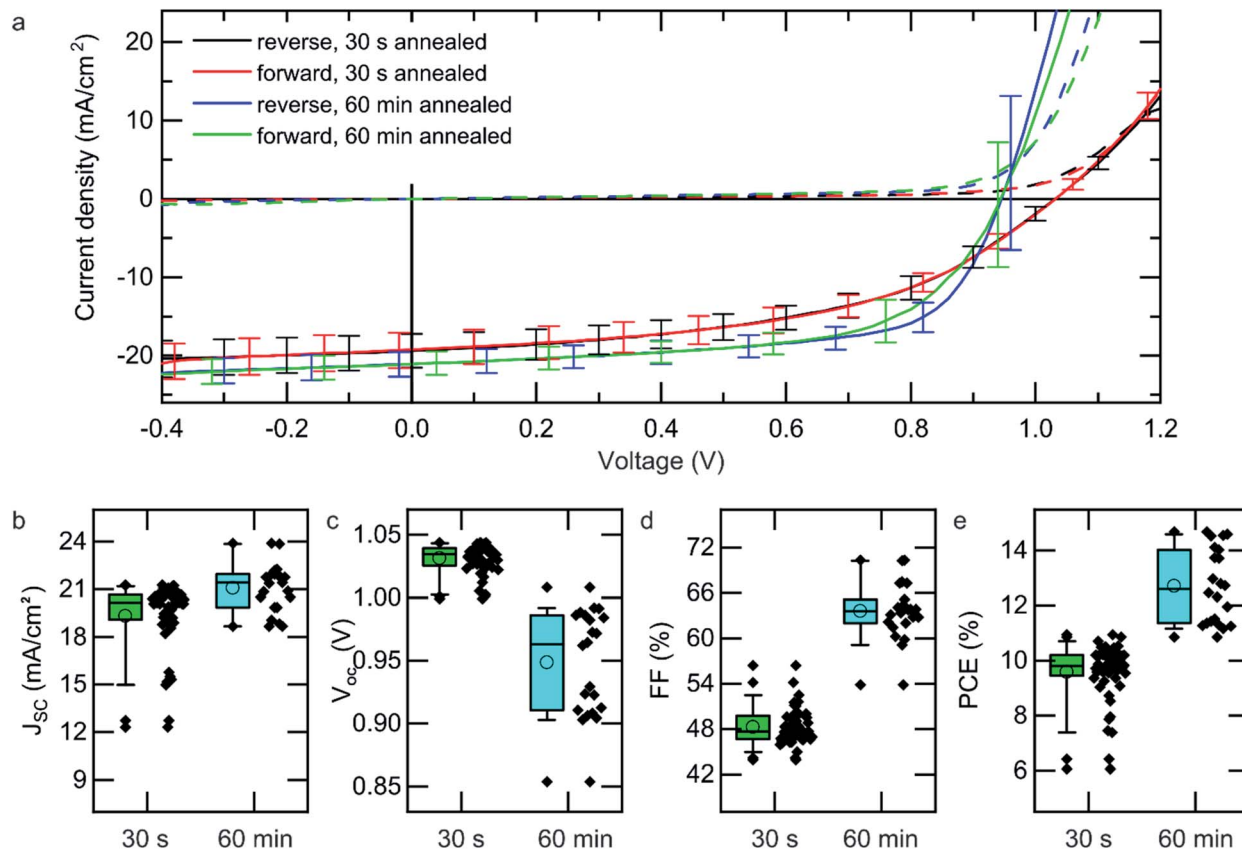 a
reverse, 30 s annealed
forward, 30 s annealed
reverse, 60 min annealed
forward, 60 min annealed
Current density (mA/cm²)
20
10
0
-10
-20
-0.4 -0.2 0.0 0.2 0.4 0.6 0.8 1.0 1.2
Voltage (V)
b
J_SC (mA/cm²)
24
21
18
15
12
9
30 s 60 min
c
V_oc (V)
1.05
1.00
0.95
0.90
0.85
30 s 60 min
d
FF (%)
72
66
60
54
48
42
30 s 60 min
e
PCE (%)
14
12
10
8
6
30 s 60 min